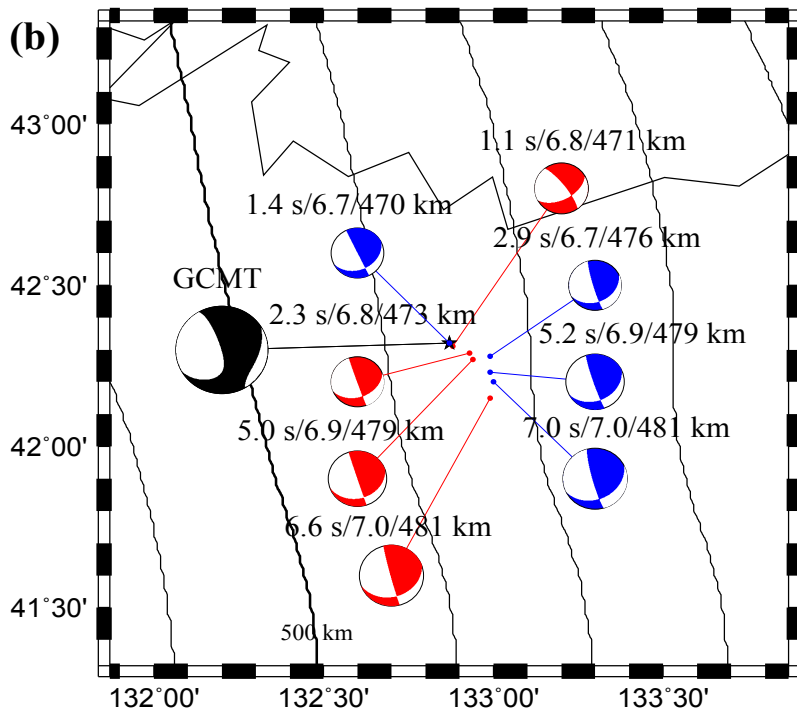 (b)
43°00'
1.1 s/6.8/471 km
1.4 s/6.7/470 km
2.9 s/6.7/476 km
42°30'
GCMT
2.3 s/6.8/473 km
5.2 s/6.9/479 km
42°00'
5.0 s/6.9/479 km
7.0 s/7.0/481 km
6.6 s/7.0/481 km
41°30'
500 km
132°00'
132°30'
133°00'
133°30'